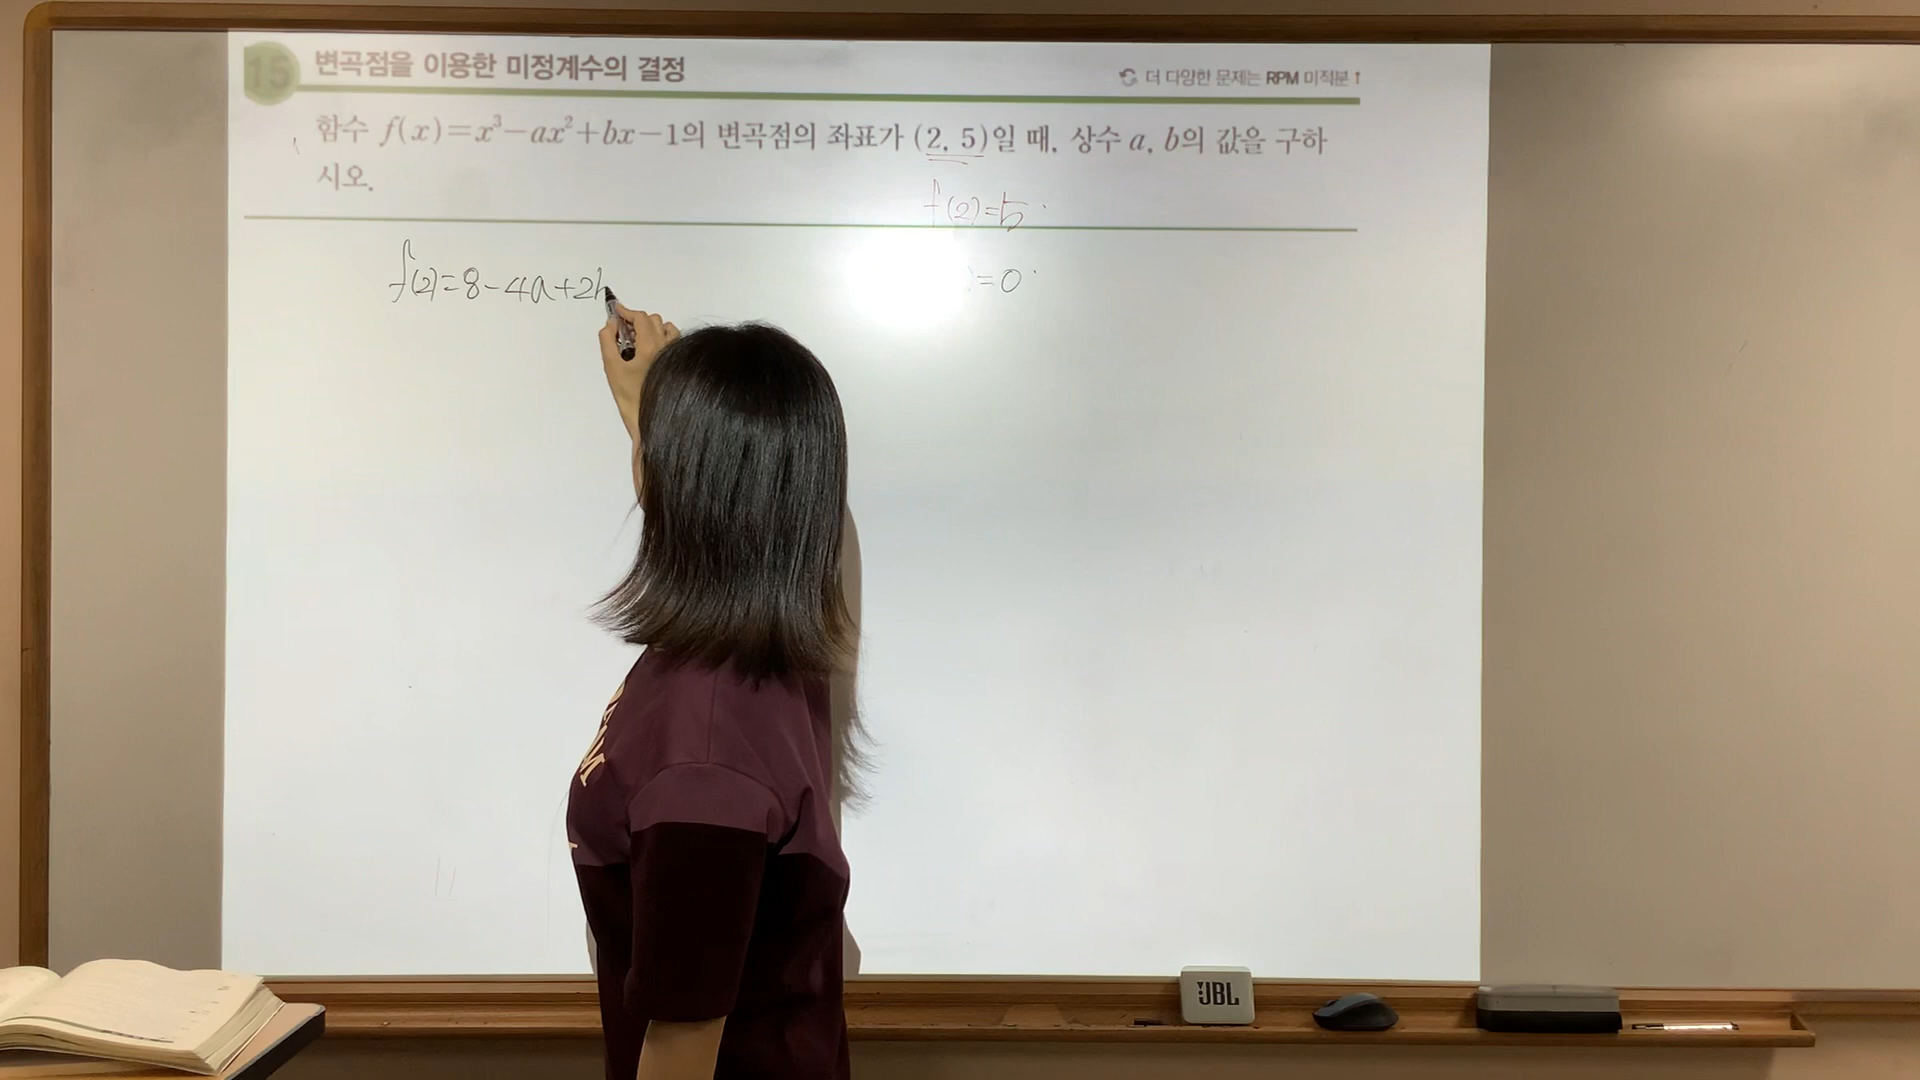 15 변곡점을 이용한 미정계수의 결정
더 다양한 문제는 RPM 미적분 1
함수 f(x)=x³-ax²+bx-1의 변곡점의 좌표가 (2, 5)일 때, 상수 a, b의 값을 구하
시오.
f(2)=5
f(2)=8-4a+2b
=0
JBL